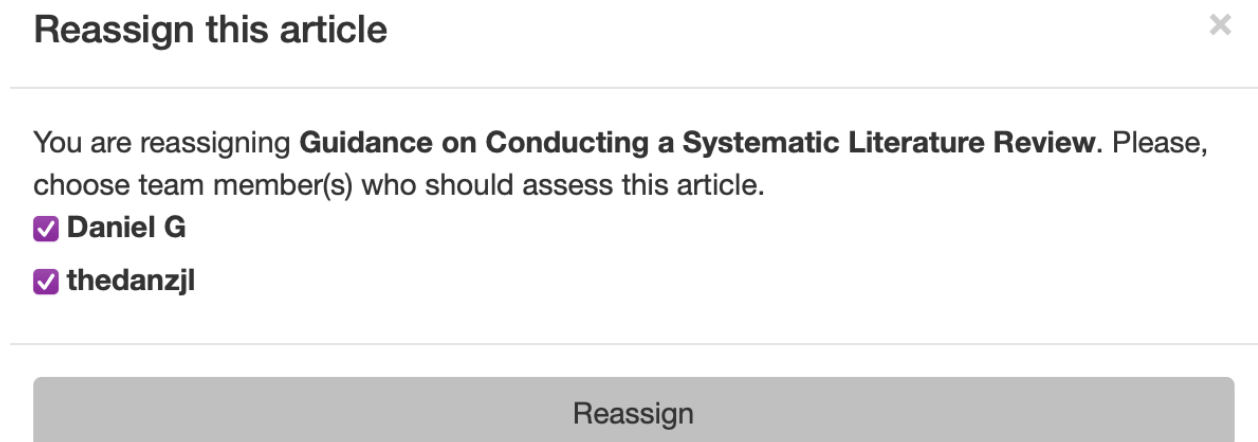 Reassign this article
×
You are reassigning Guidance on Conducting a Systematic Literature Review. Please,
choose team member(s) who should assess this article.
Daniel G
thedanzjl
Reassign